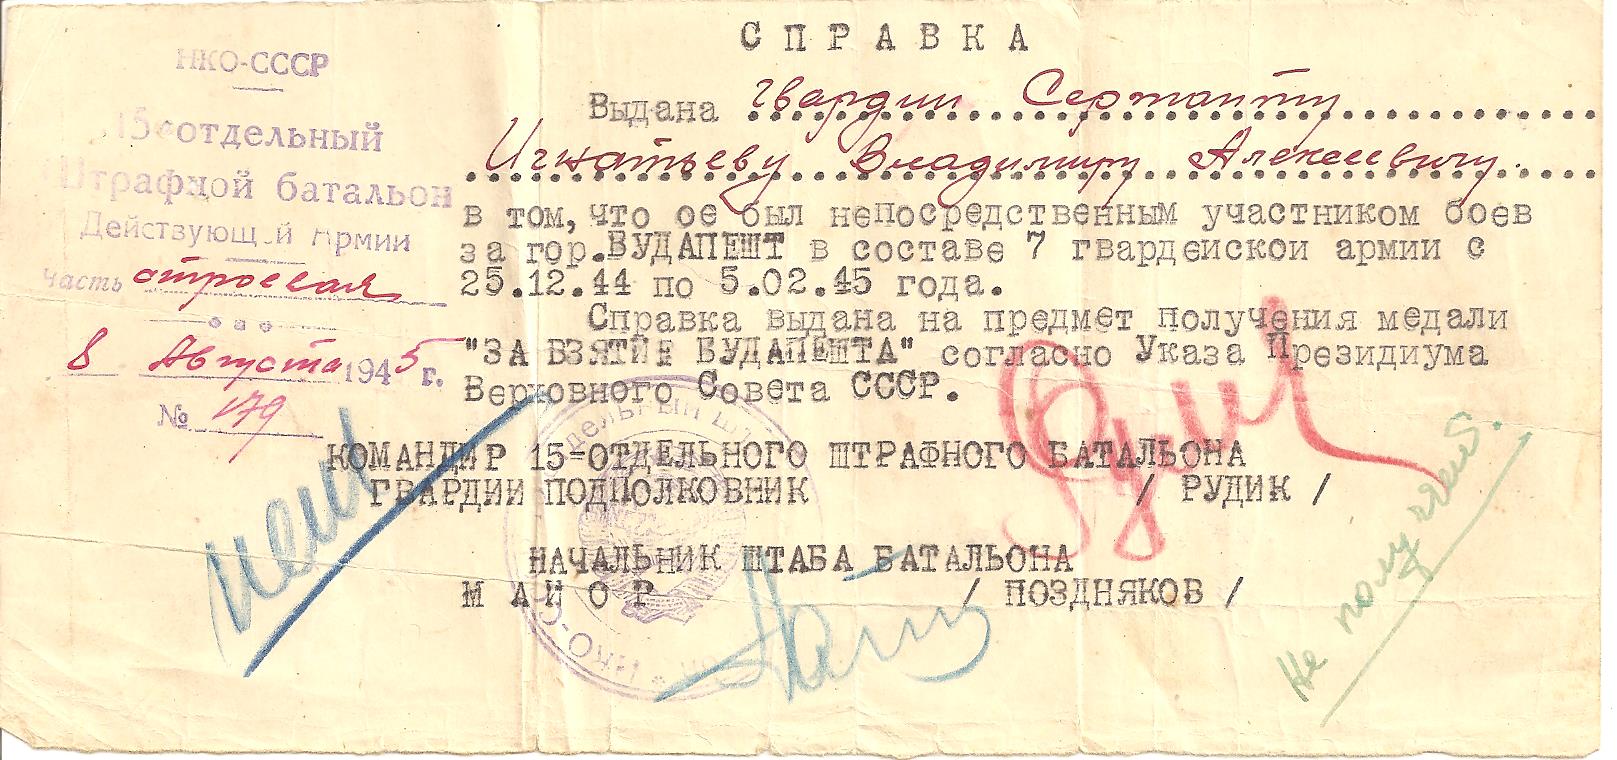 НКО-СССР
15 отдельный
Штрафной батальон
Действующей Армии
часть строевая
8 Августа 1945 г.
№ 179
СПРАВКА
Выдана Гвардии Сержанту
Игнатьеву Владимиру Алексеевичу.
в том, что ое был непосредственным участником боев
за гор.БУДАПЕШТ в составе 7 гвардейской армии с
25.12.44 по 5.02.45 года.
Справка выдана на предмет получения медали
"ЗА ВЗЯТИЕ БУДАПЕШТА" согласно Указа Президиума
Верховного Совета СССР.
КОМАНДИР 15-ОТДЕЛЬНОГО ШТРАФНОГО БАТАЛЬОНА
ГВАРДИИ ПОДПОЛКОВНИК / РУДИК /
НАЧАЛЬНИК ШТАБА БАТАЛЬОНА
МАЙОР / ПОЗДНЯКОВ /
Не получал